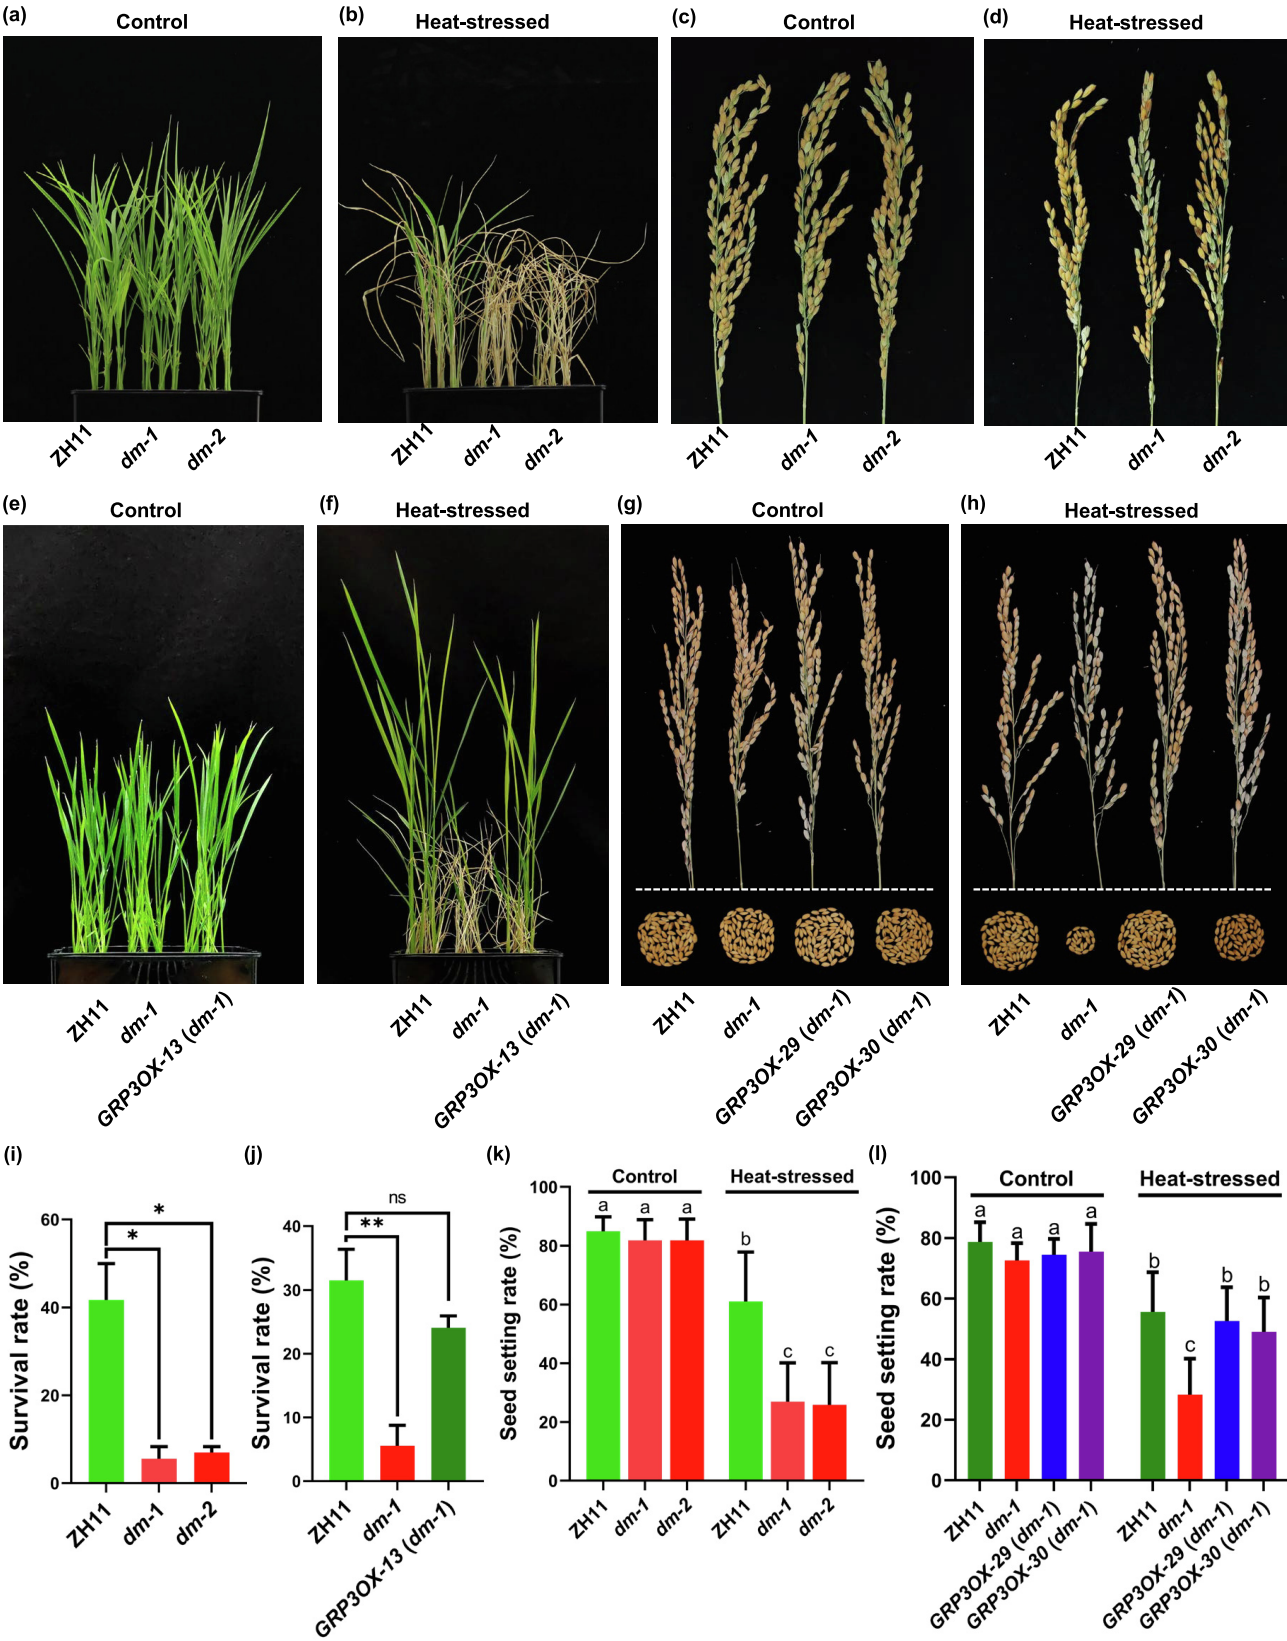 (a) Control (b) Heat-stressed (c) Control (d) Heat-stressed
ZH11 dm-1 dm-2 ZH11 dm-1 dm-2 ZH11 dm-1 dm-2 ZH11 dm-1 dm-2
(e) Control (f) Heat-stressed (g) Control (h) Heat-stressed
ZH11 dm-1 GRP3OX-13 (dm-1) ZH11 dm-1 GRP3OX-13 (dm-1) ZH11 dm-1 GRP3OX-29 (dm-1) GRP3OX-30 (dm-1) ZH11 dm-1 GRP3OX-29 (dm-1) GRP3OX-30 (dm-1)
(i)
Survival rate (%)
60
40
20
0
* *
ZH11 dm-1 dm-2
(j)
Survival rate (%)
40
30
20
10
0
ns
**
ZH11 dm-1 GRP3OX-13 (dm-1)
(k)
Seed setting rate (%)
100
80
60
40
20
0
Control Heat-stressed
a a a b c c
ZH11 dm-1 dm-2 ZH11 dm-1 dm-2
(l)
Seed setting rate (%)
100
80
60
40
20
0
Control Heat-stressed
a a a a b c b b
ZH11 dm-1 GRP3OX-29 (dm-1) GRP3OX-30 (dm-1) ZH11 dm-1 GRP3OX-29 (dm-1) GRP3OX-30 (dm-1)